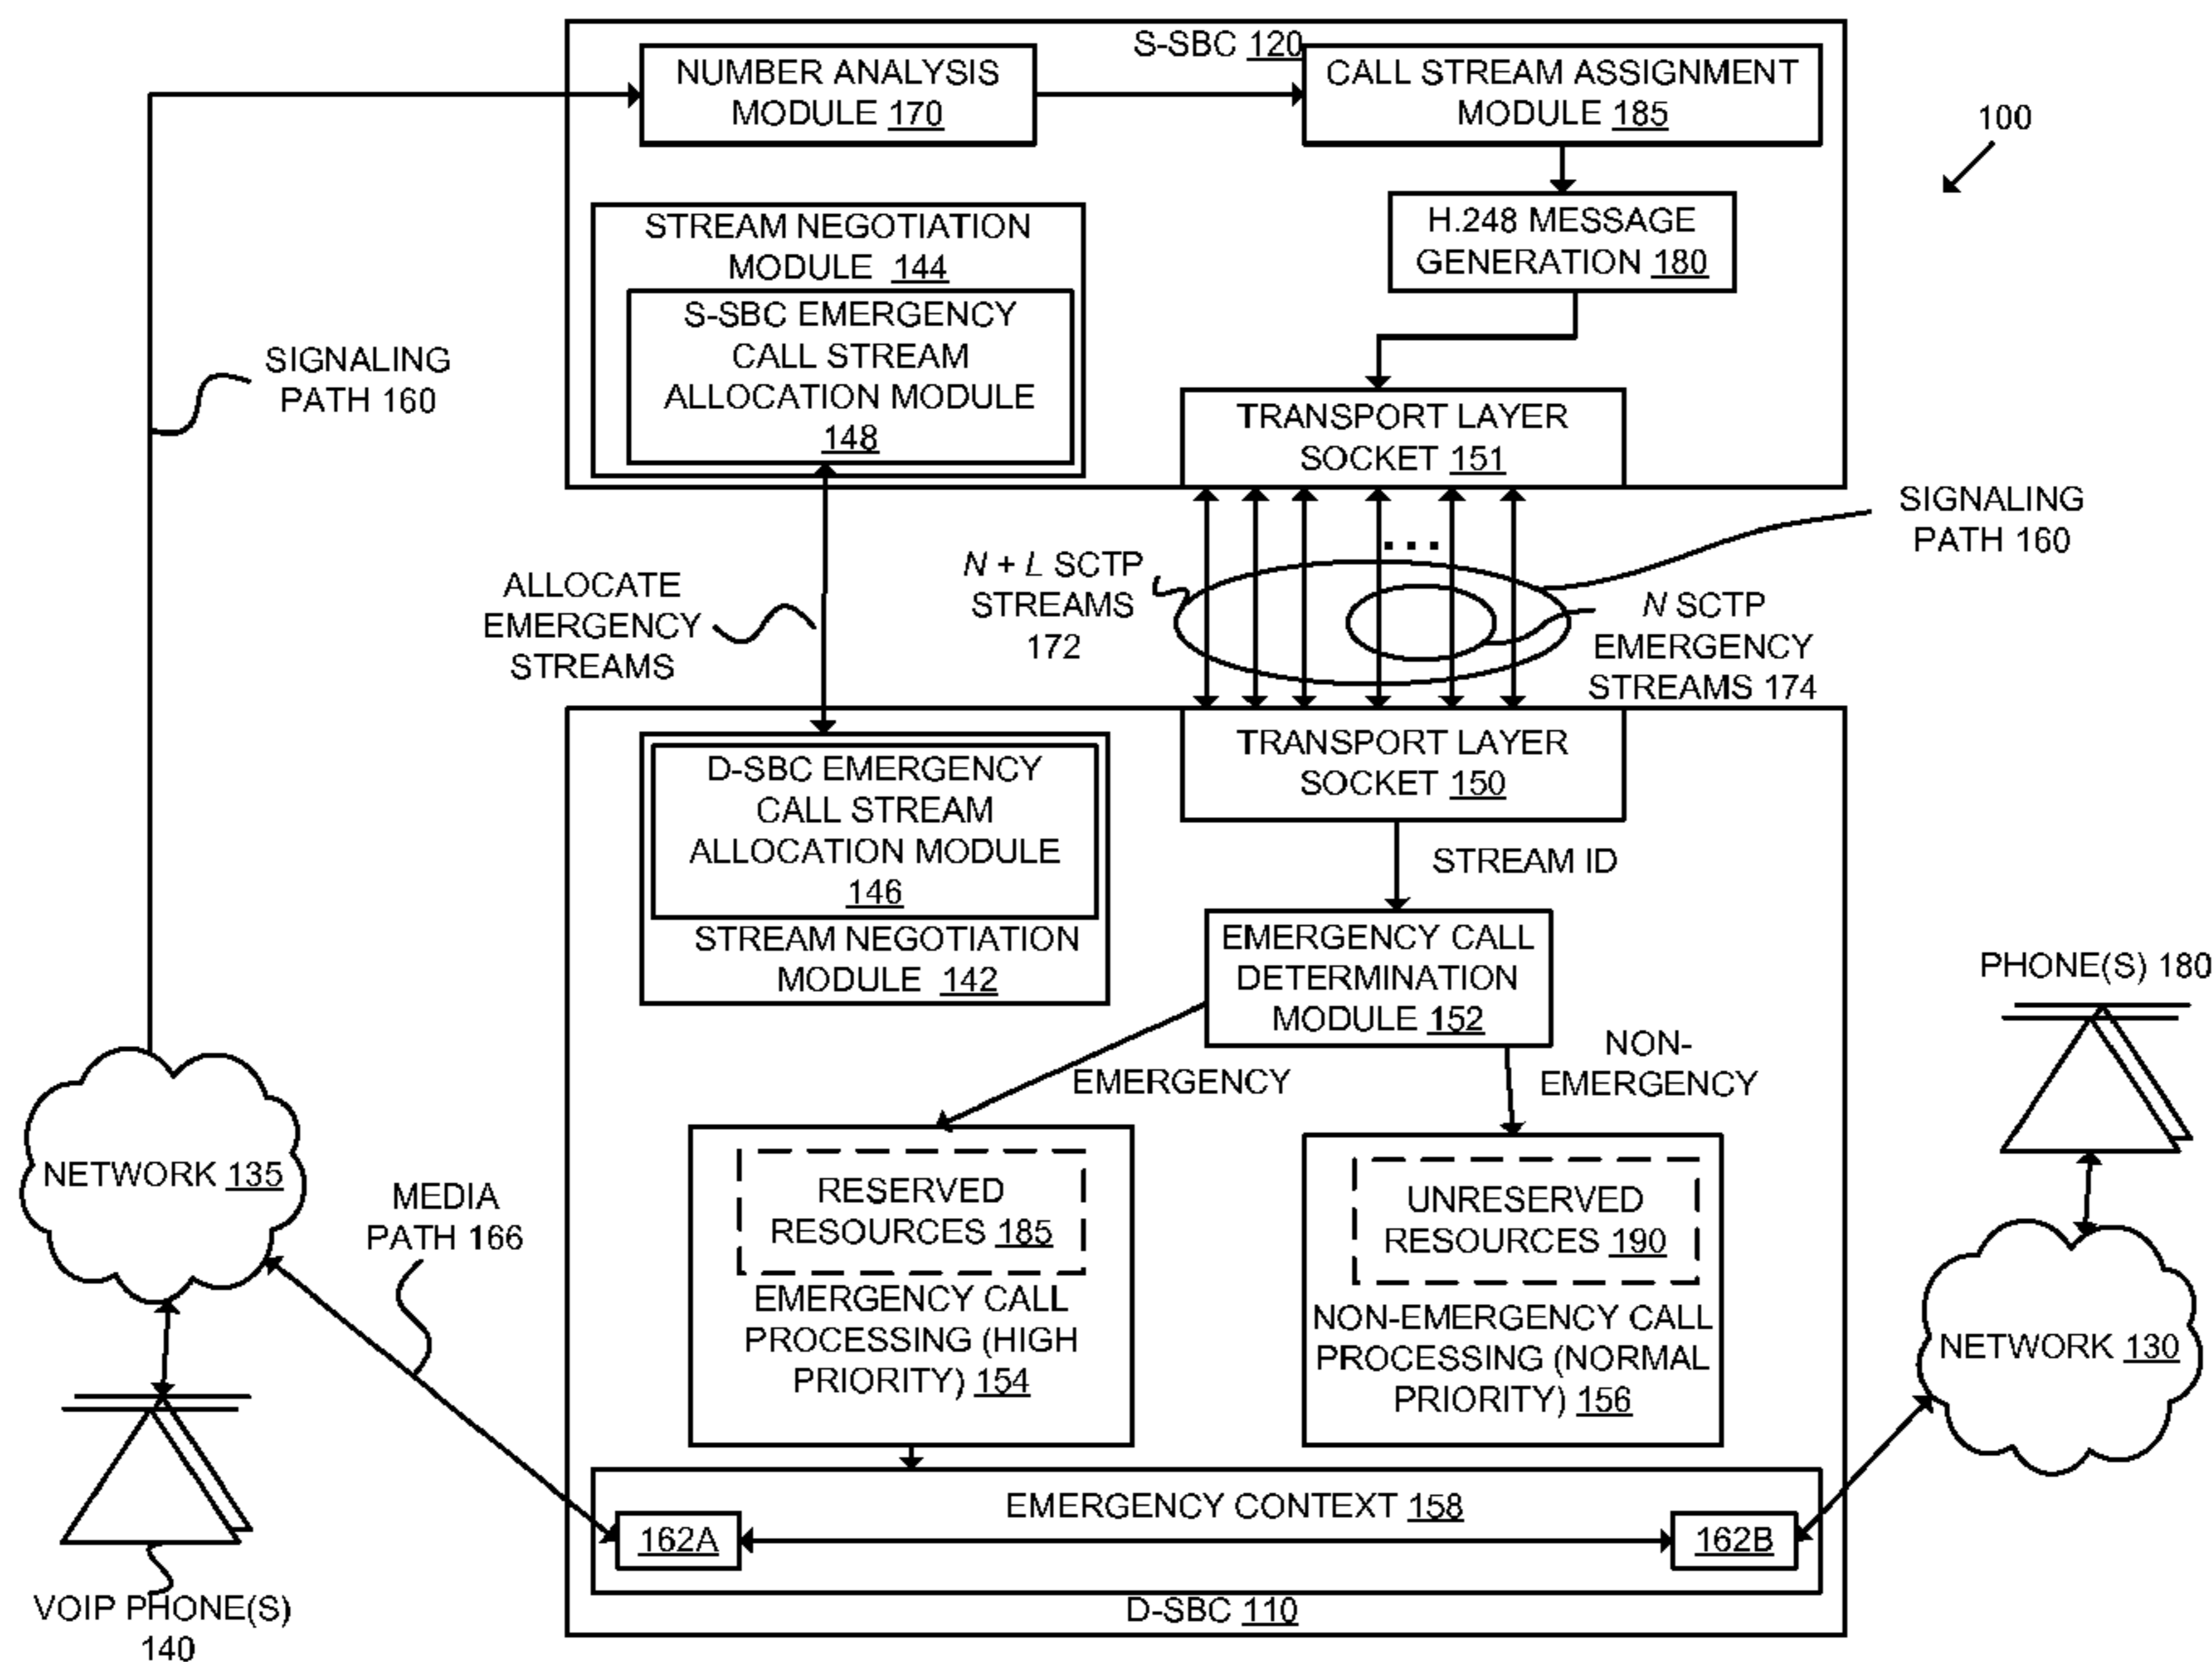 S-SBC 120
NUMBER ANALYSIS
MODULE 170
CALL STREAM ASSIGNMENT
MODULE 185
100
H.248 MESSAGE
GENERATION 180
STREAM NEGOTIATION
MODULE 144
S-SBC EMERGENCY
CALL STREAM
ALLOCATION MODULE
148
SIGNALING
PATH 160
TRANSPORT LAYER
SOCKET 151
SIGNALING
PATH 160
ALLOCATE
EMERGENCY
STREAMS
N + L SCTP
STREAMS
172
...
N SCTP
EMERGENCY
STREAMS 174
TRANSPORT LAYER
SOCKET 150
D-SBC EMERGENCY
CALL STREAM
ALLOCATION MODULE
146
STREAM NEGOTIATION
MODULE 142
STREAM ID
EMERGENCY CALL
DETERMINATION
MODULE 152
EMERGENCY
NON-
EMERGENCY
PHONE(S) 180
NETWORK 135
MEDIA
PATH 166
RESERVED
RESOURCES 185
EMERGENCY CALL
PROCESSING (HIGH
PRIORITY) 154
UNRESERVED
RESOURCES 190
NON-EMERGENCY CALL
PROCESSING (NORMAL
PRIORITY) 156
NETWORK 130
EMERGENCY CONTEXT 158
162A
162B
D-SBC 110
VOIP PHONE(S)
140